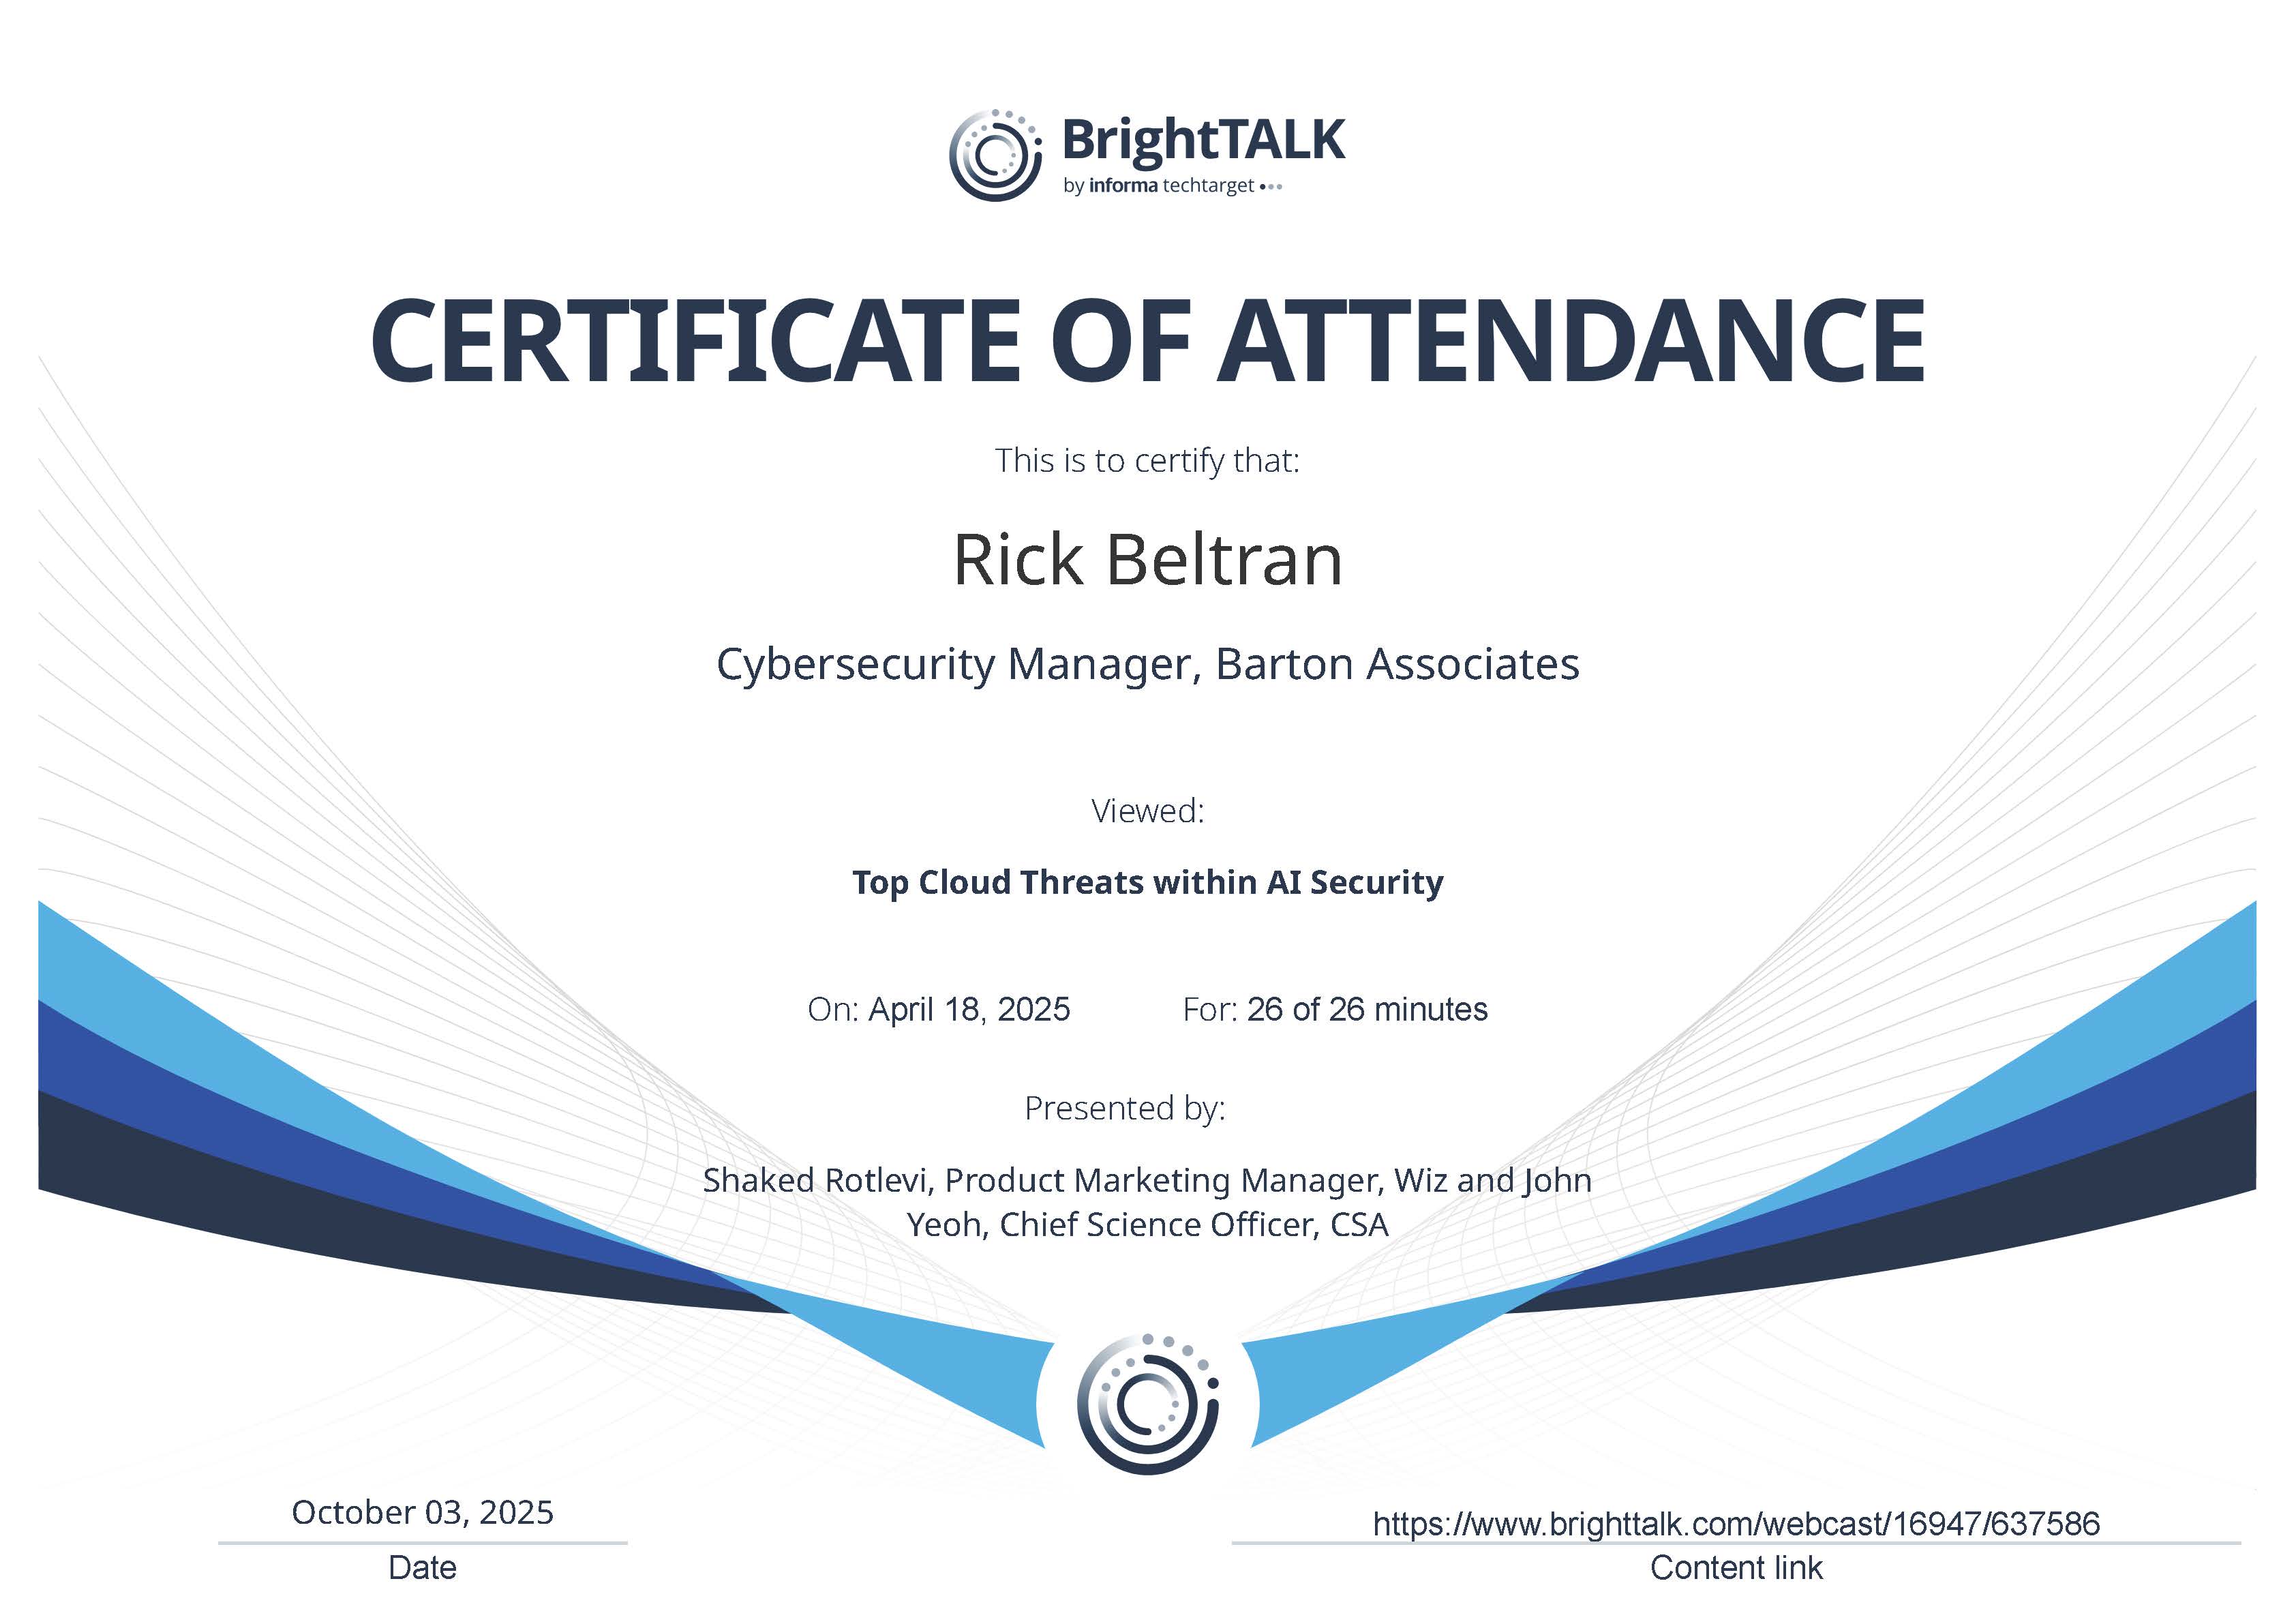 BrightTALK
by informa techtarget
CERTIFICATE OF ATTENDANCE
This is to certify that:
Rick Beltran
Cybersecurity Manager, Barton Associates
Viewed:
Top Cloud Threats within AI Security
On: April 18, 2025 For: 26 of 26 minutes
Presented by:
Shaked Rotlevi, Product Marketing Manager, Wiz and John
Yeoh, Chief Science Officer, CSA
October 03, 2025
Date
https://www.brighttalk.com/webcast/16947/637586
Content link